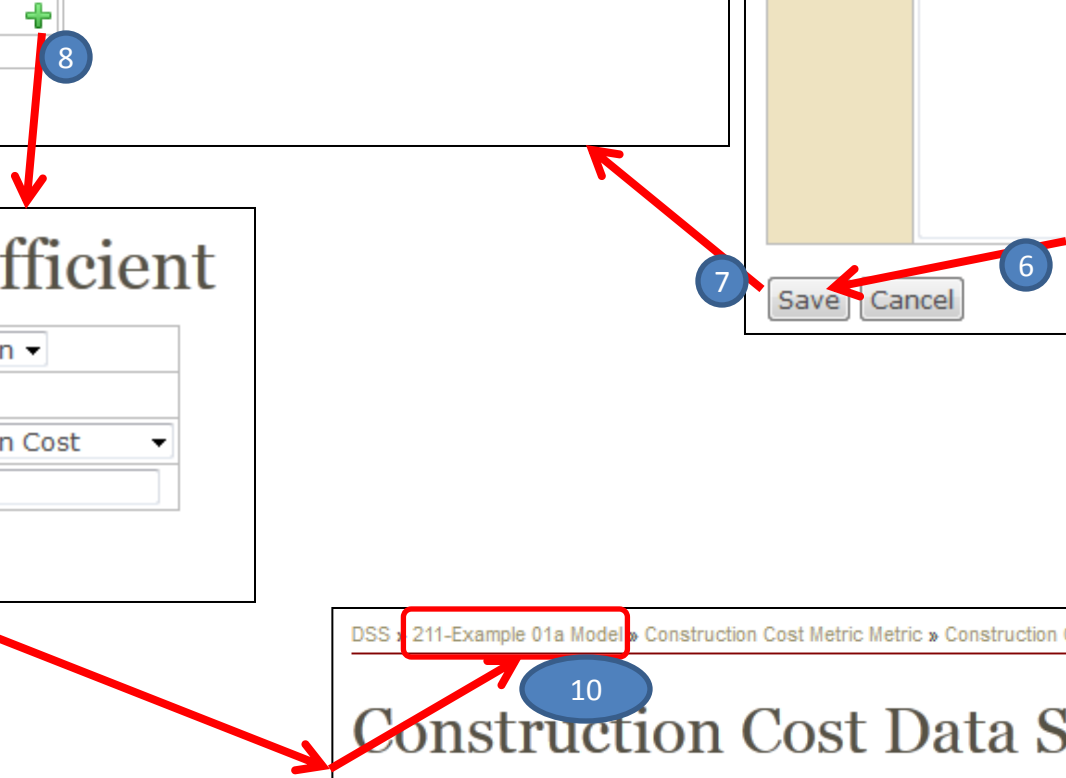 8
7
6
Save Cancel
fficient
n
n Cost
DSS » 211-Example 01a Model » Construction Cost Metric Metric » Construction
10
Construction Cost Data S